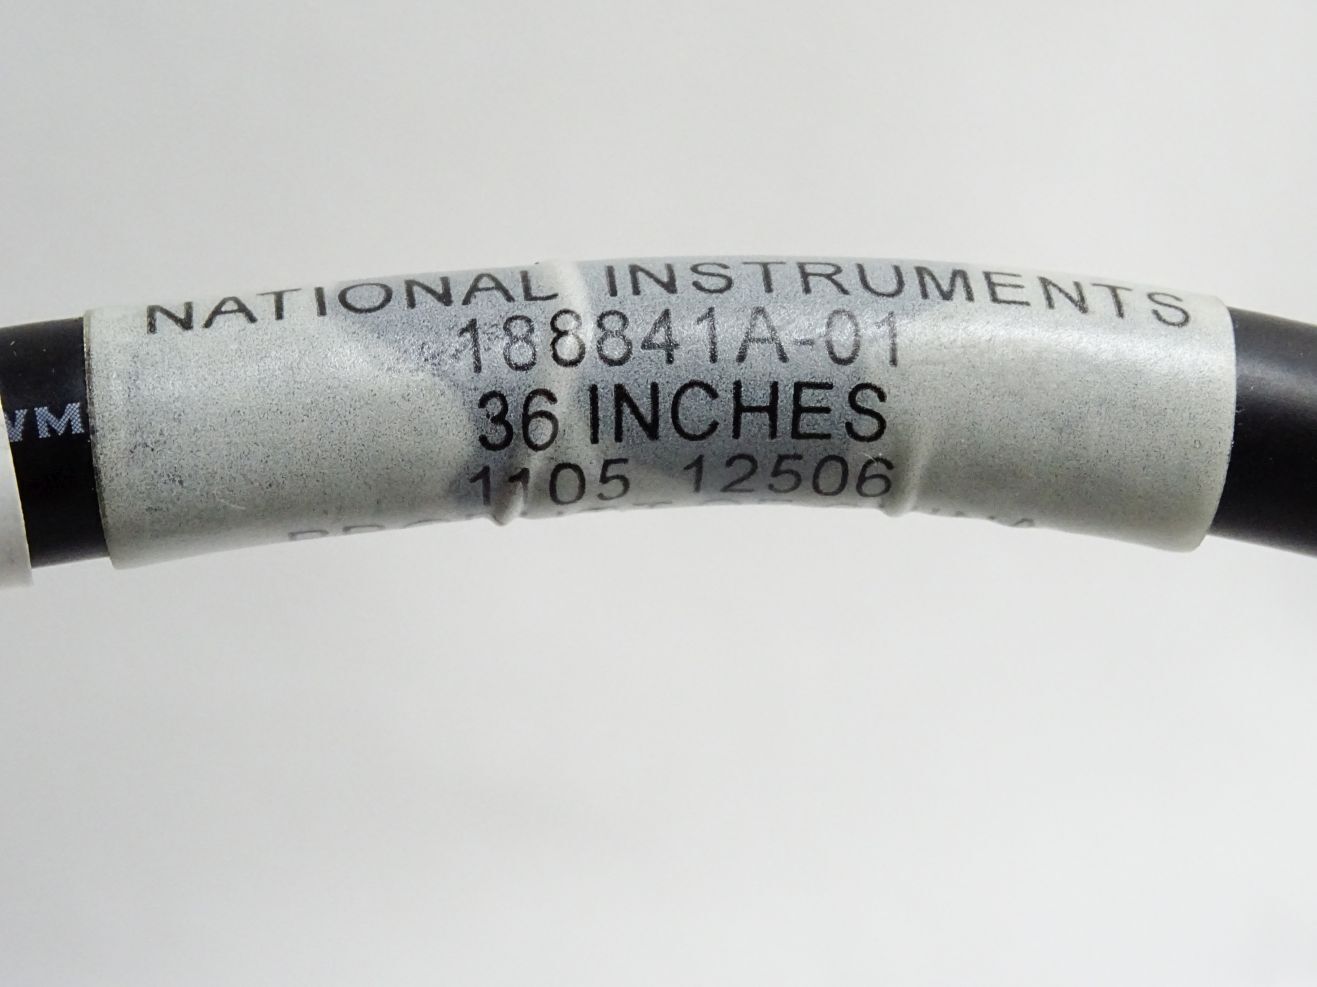 NATIONAL INSTRUMENTS
188841A-01
36 INCHES
1105 12506